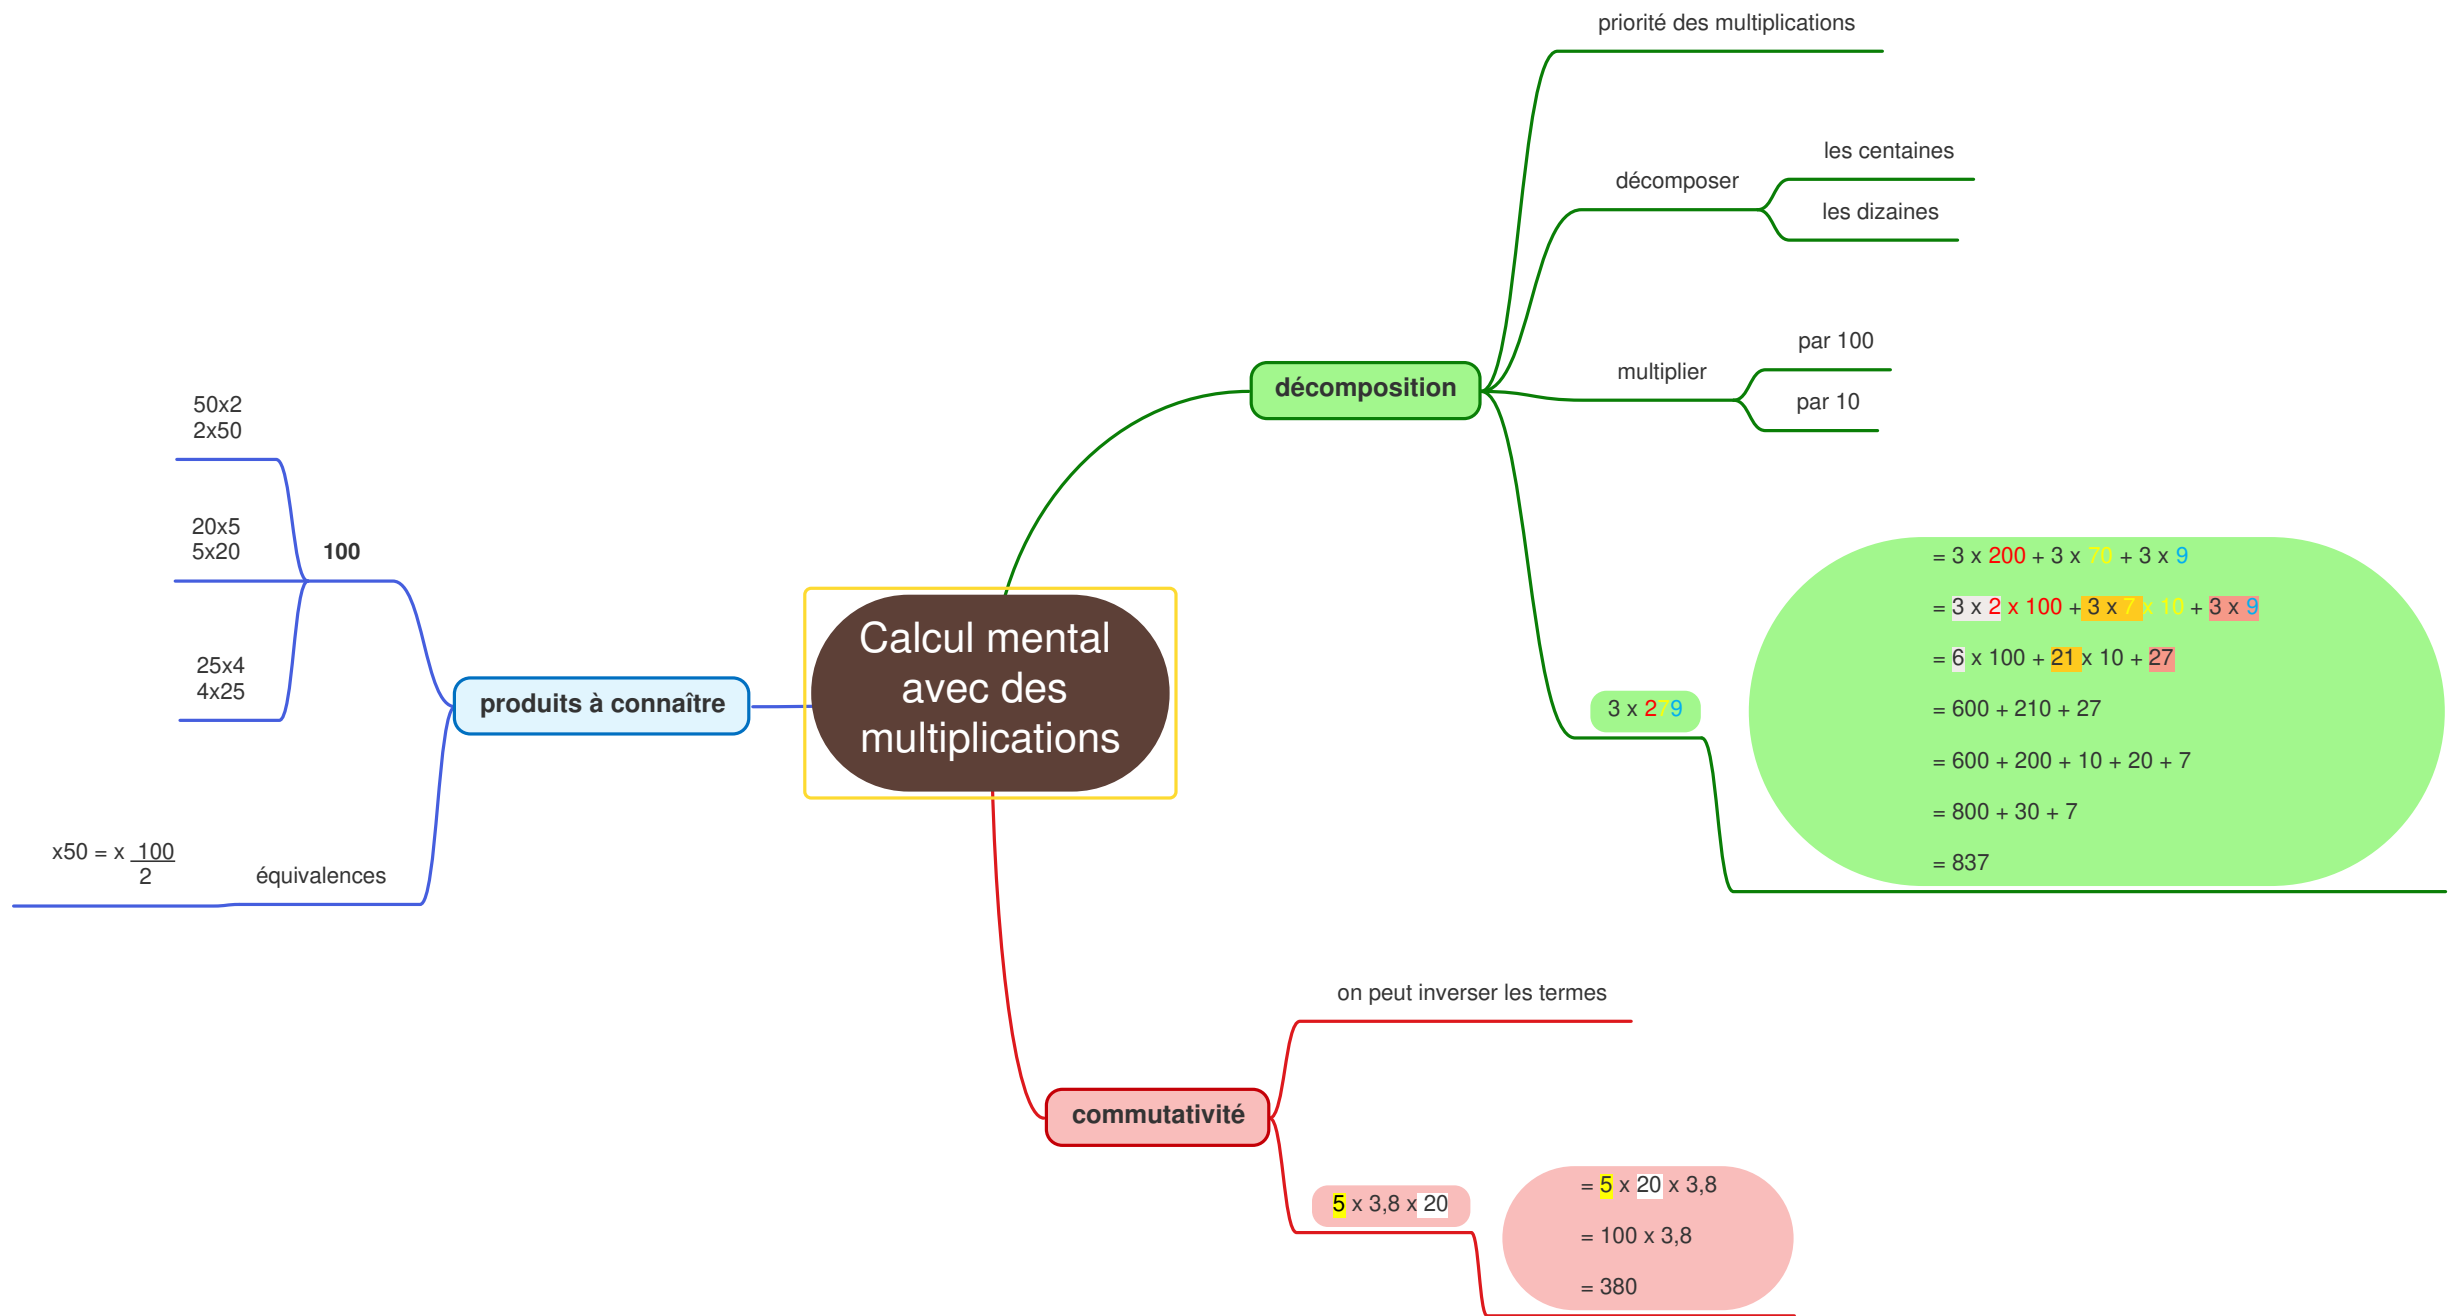 Calcul mental
avec des
multiplications
décomposition
priorité des multiplications
décomposer
les centaines
les dizaines
multiplier
par 100
par 10
3 x 279
= 3 x 200 + 3 x 70 + 3 x 9
= 3 x 2 x 100 + 3 x 7 x 10 + 3 x 9
= 6 x 100 + 21 x 10 + 27
= 600 + 210 + 27
= 600 + 200 + 10 + 20 + 7
= 800 + 30 + 7
= 837
commutativité
on peut inverser les termes
5 x 3,8 x 20
= 5 x 20 x 3,8
= 100 x 3,8
= 380
produits à connaître
100
50x2
2x50
20x5
5x20
25x4
4x25
équivalences
x50 = x 100
2